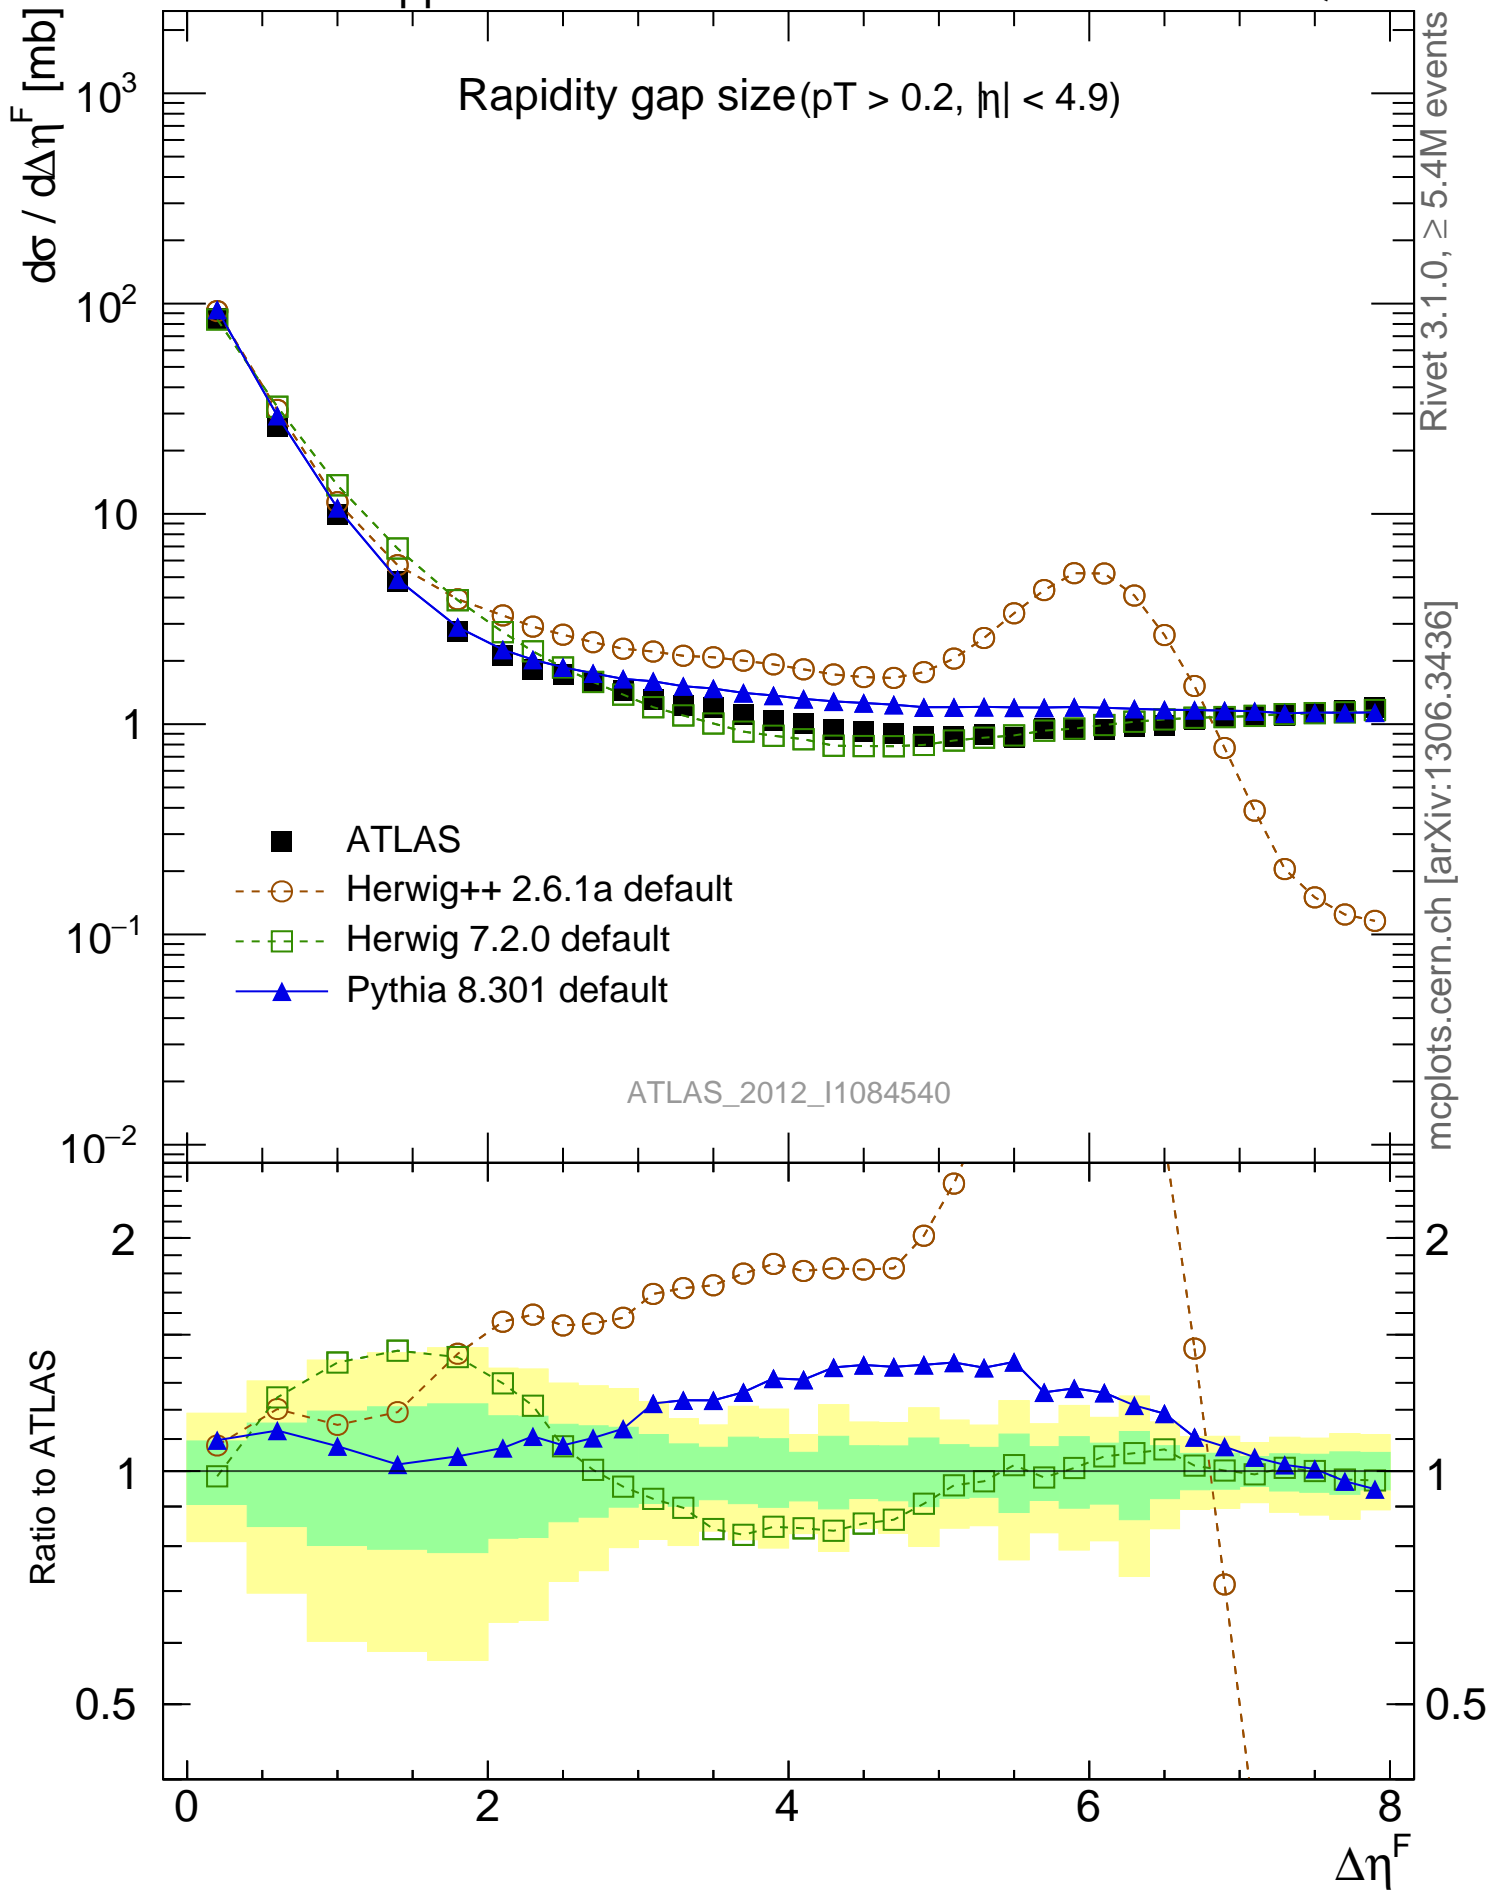 dσ / dΔη^F [mb]
Rapidity gap size(pT > 0.2, |η| < 4.9)
10^3
10^2
10
1
10^−1
10^−2
ATLAS
Herwig++ 2.6.1a default
Herwig 7.2.0 default
Pythia 8.301 default
ATLAS_2012_I1084540
Rivet 3.1.0, ≥ 5.4M events
mcplots.cern.ch [arXiv:1306.3436]
Ratio to ATLAS
2
1
0.5
2
1
0.5
0 2 4 6 8
Δη^F